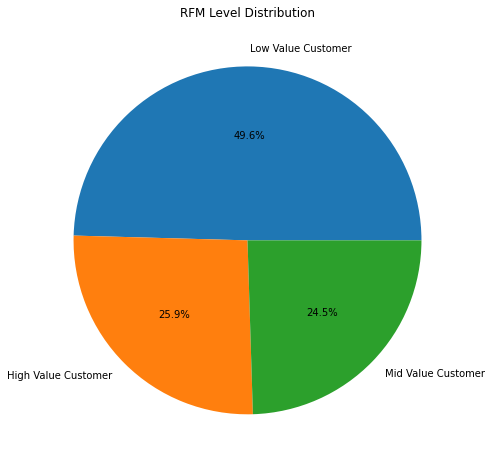 RFM Level Distribution
Low Value Customer
49.6%
25.9%
24.5%
High Value Customer
Mid Value Customer